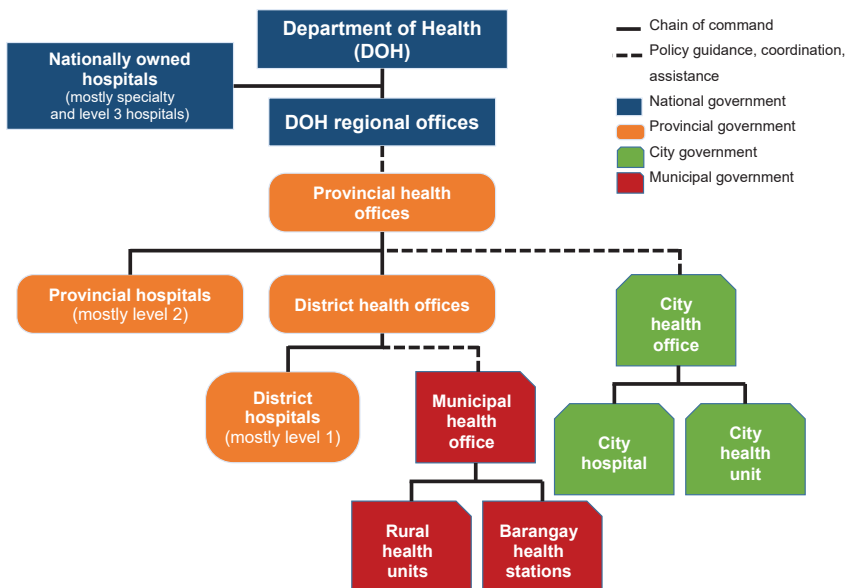 Department of Health
(DOH)
Nationally owned
hospitals
(mostly specialty
and level 3 hospitals)
DOH regional offices
Chain of command
Policy guidance, coordination,
assistance
National government
Provincial government
City government
Municipal government
Provincial health
offices
Provincial hospitals
(mostly level 2)
District health offices
City
health
office
District
hospitals
(mostly level 1)
Municipal
health
office
City
hospital
City
health
unit
Rural
health
units
Barangay
health
stations